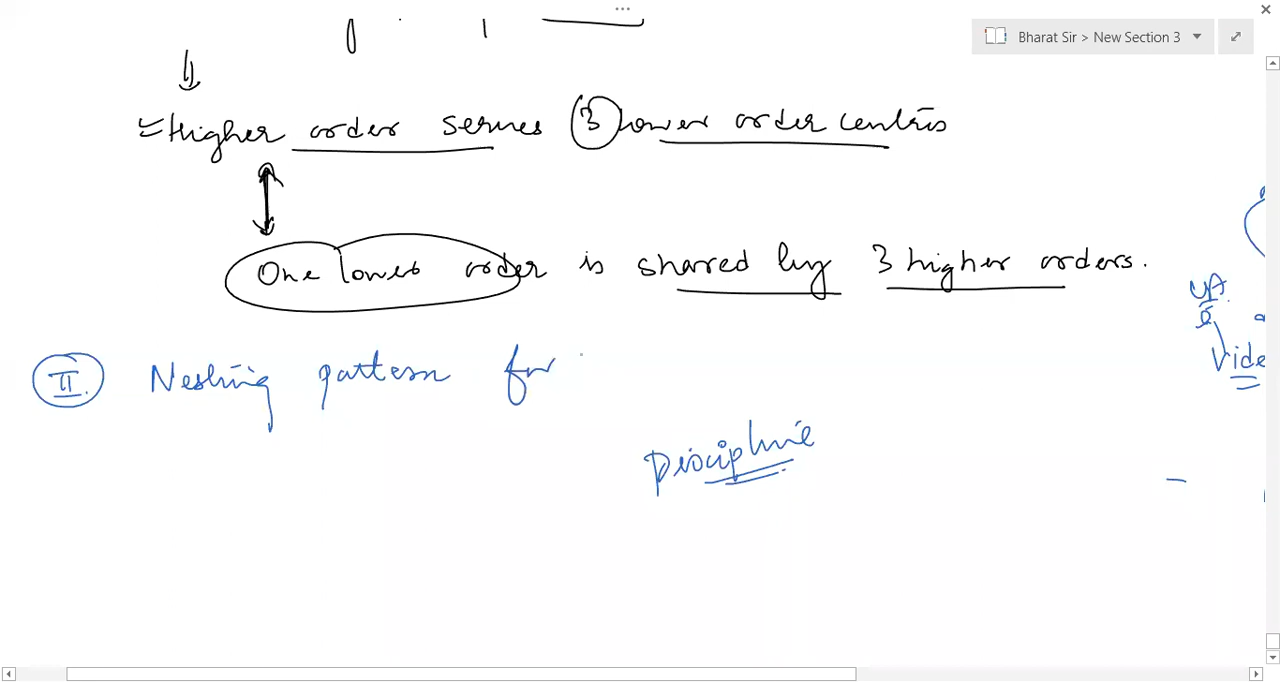 Bharat Sir > New Section 3
Higher order serves 3 lower order centres
One lower order is shared by 3 higher orders.
II. Nesting pattern for
Discipline
Vide